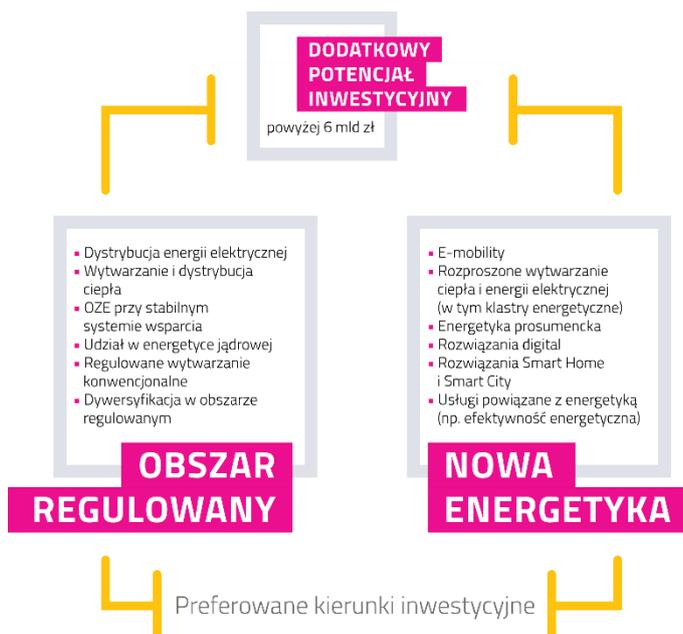 DODATKOWY
POTENCJAŁ
INWESTYCYJNY
powyżej 6 mld zł
Dystrybucja energii elektrycznej
Wytwarzanie i dystrybucja
ciepła
OZE przy stabilnym
systemie wsparcia
Udział w energetyce jądrowej
Regulowane wytwarzanie
konwencjonalne
Dywersyfikacja w obszarze
regulowanym
OBSZAR
REGULOWANY
E-mobility
Rozproszone wytwarzanie
ciepła i energii elektrycznej
(w tym klastry energetyczne)
Energetyka prosumencka
Rozwiązania digital
Rozwiązania Smart Home
i Smart City
Usługi powiązane z energetyką
(np. efektywność energetyczna)
NOWA
ENERGETYKA
Preferowane kierunki inwestycyjne